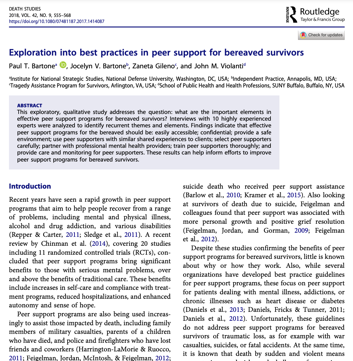 DEATH STUDIES
2018, VOL. 42, NO. 9, 555–568
https://doi.org/10.1080/07481187.2017.1414087
Routledge
Taylor & Francis Group
Check for updates
Exploration into best practices in peer support for bereaved survivors
Paul T. Bartone, Jocelyn V. Bartone, Zaneta Gileno, and John M. Violanti
Institute for National Strategic Studies, National Defense University, Washington, DC, USA; Independent Practice, Annapolis, MD, USA;
Tragedy Assistance Program for Survivors, Arlington, VA, USA; School of Public Health and Health Professions, SUNY Buffalo, Buffalo, NY, USA
ABSTRACT
This exploratory, qualitative study addresses the question: what are the important elements in
effective peer support programs for bereaved survivors? Interviews with 10 highly experienced
experts were analyzed to identify recurrent themes and elements. Findings indicate that effective
peer support programs for the bereaved should be: easily accessible; confidential; provide a safe
environment; use peer supporters with similar shared experiences to clients; select peer supporters
carefully; partner with professional mental health providers; train peer supporters thoroughly; and
provide care and monitoring for peer supporters. These results can help inform efforts to improve
peer support programs for bereaved survivors.
Introduction
Recent years have seen a rapid growth in peer support
programs that aim to help people recover from a range
of problems, including mental and physical illness,
alcohol and drug addiction, and various disabilities
(Repper & Carter, 2011; Sledge et al., 2011). A recent
review by Chinman et al. (2014), covering 20 studies
including 11 randomized controlled trials (RCTs), con-
cluded that peer support programs bring significant
benefits to those with serious mental problems, over
and above the benefits of traditional care. These benefits
include increases in self-care and compliance with treat-
ment programs, reduced hospitalizations, and enhanced
autonomy and sense of hope.
Peer support programs are also being used increas-
ingly to assist those impacted by death, including family
members of military casualties, parents of a children
who have died, and police and firefighters who have lost
friends and coworkers (Harrington-LaMorie & Ruocco,
2011; Feigelman, Jordan, McIntosh, & Feigelman, 2012;
suicide death who received peer support assistance
(Barlow et al., 2010; Kramer et al., 2015). Also looking
at survivors of death due to suicide, Feigelman and
colleagues found that peer support was associated with
more personal growth and positive grief resolution
(Feigelman, Jordan, and Gorman, 2009; Feigelman
et al., 2012).
Despite these studies confirming the benefits of peer
support programs for bereaved survivors, little is known
about why or how they work. Also, while several
organizations have developed best practice guidelines
for peer support programs, these focus on peer support
for patients dealing with mental illness, addictions, or
chronic illnesses such as heart disease or diabetes
(Daniels et al., 2013; Daniels, Fricks & Tunner, 2011;
Daniels et al., 2012). Unfortunately, these guidelines
do not address peer support programs for bereaved
survivors of traumatic loss, as for example with war
casualties, suicides, or fatal accidents. At the same time,
it is known that death by sudden and violent means